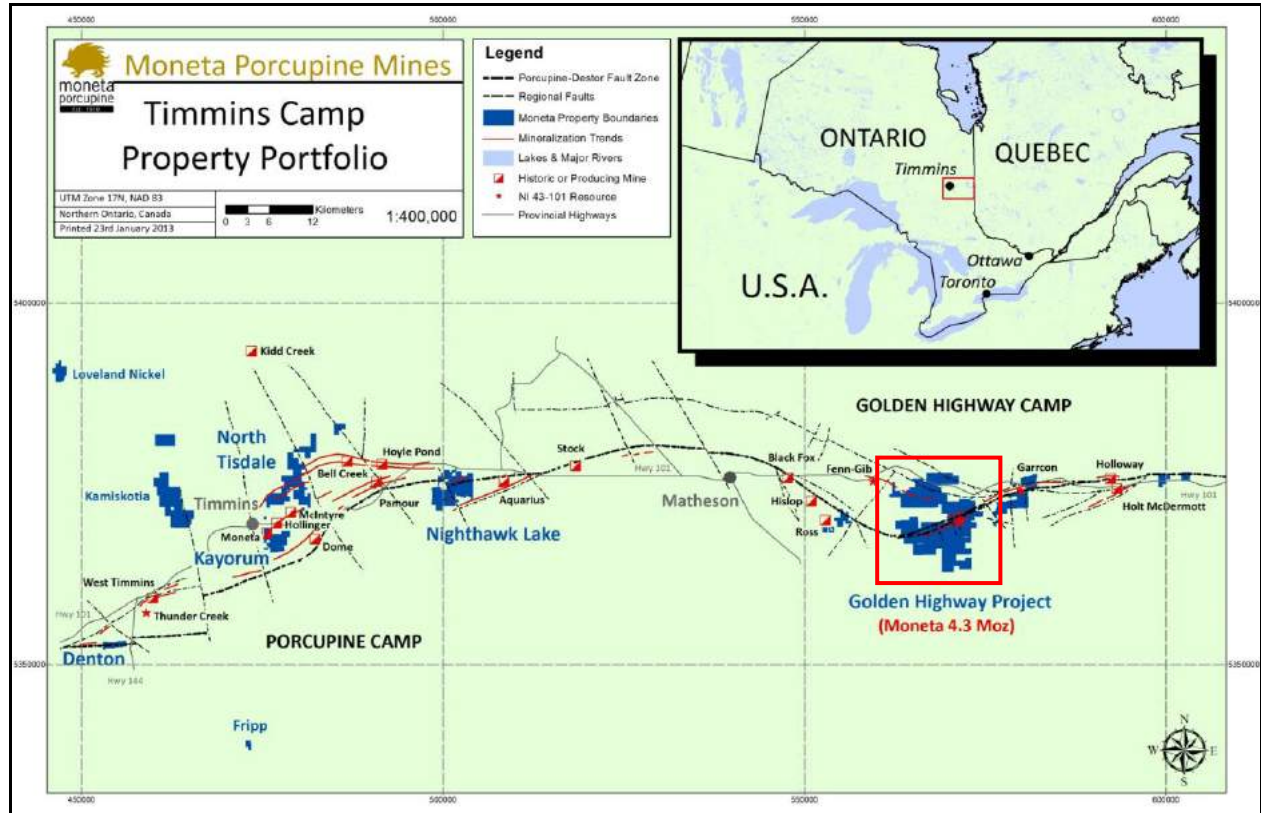 450000
500000
550000
600000
moneta
porcupine
Moneta Porcupine Mines
Timmins Camp
Property Portfolio
UTM Zone 17N, NAD 83
Northern Ontario, Canada
Printed 23rd January 2013
Kilometers
0 3 6 12
1:400,000
Legend
Porcupine-Destor Fault Zone
Regional Faults
Moneta Property Boundaries
Mineralization Trends
Lakes & Major Rivers
Historic or Producing Mine
NI 43-101 Resource
Provincial Highways
ONTARIO
QUEBEC
Timmins
Ottawa
Toronto
U.S.A.
5400000
5400000
Kidd Creek
Loveland Nickel
GOLDEN HIGHWAY CAMP
North
Tisdale
Hoyle Pond
Bell Creek
Stock
Hwy 101
Black Fox
Fenn-Gib
Garrcon
Holloway
Kamiskotia
Timmins
Pamour
Aquarius
Matheson
Hislop
Hwy 101
Holt McDermott
McIntyre
Hollinger
Moneta
Nighthawk Lake
Ross
Kayorum
Dome
West Timmins
Golden Highway Project
(Moneta 4.3 Moz)
Hwy 101
Thunder Creek
PORCUPINE CAMP
Denton
5350000
5350000
Hwy 144
Fripp
N
W E
S
450000
500000
550000
600000